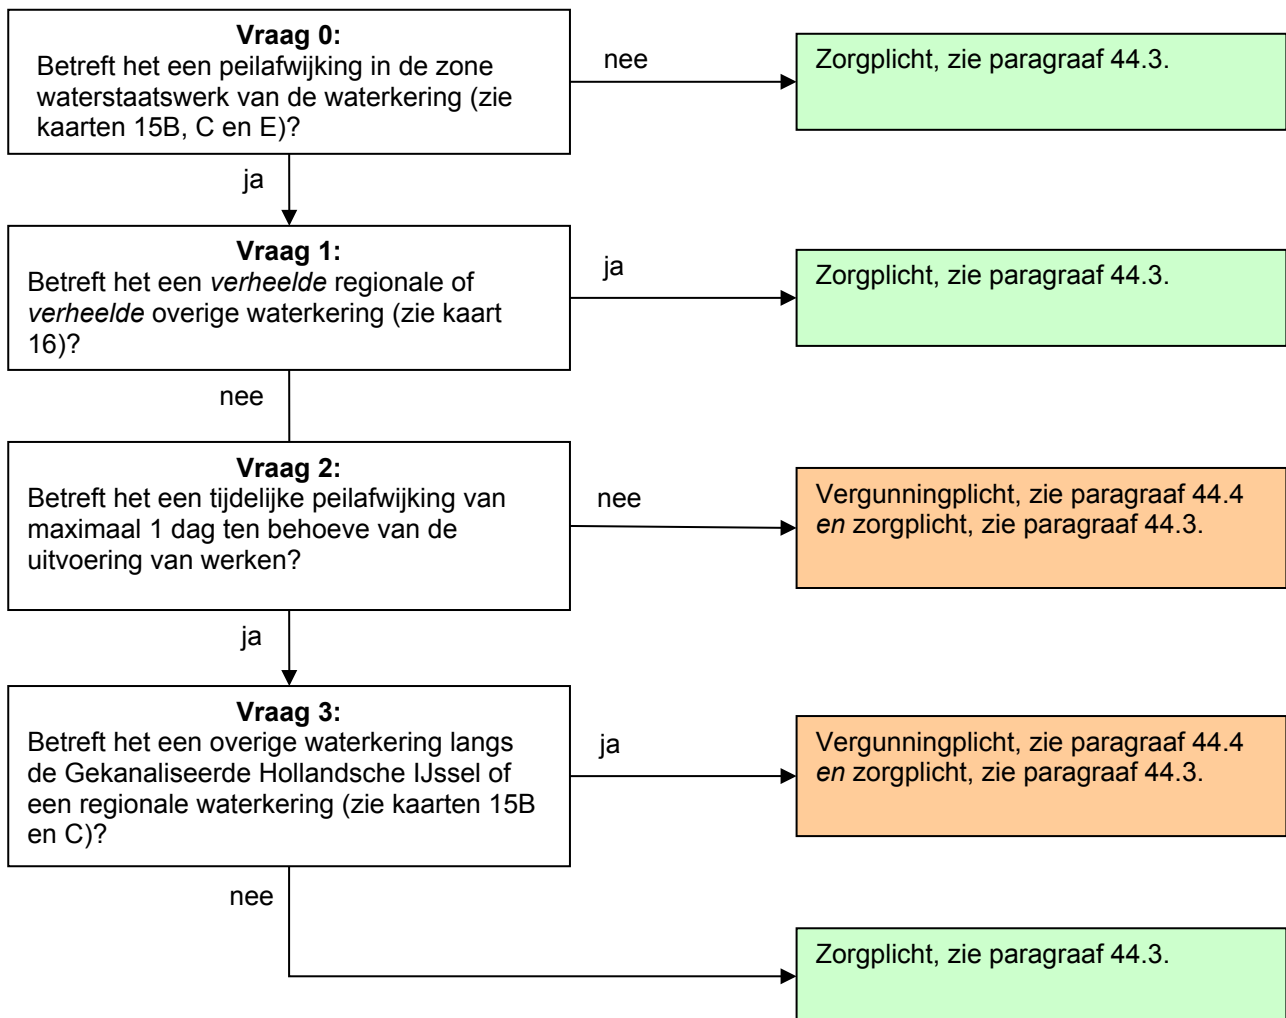 Vraag 0:
Betreft het een peilafwijking in de zone
waterstaatswerk van de waterkering (zie
kaarten 15B, C en E)?
nee
Zorgplicht, zie paragraaf 44.3.
ja
Vraag 1:
Betreft het een verheelde regionale of
verheelde overige waterkering (zie kaart
16)?
ja
Zorgplicht, zie paragraaf 44.3.
nee
Vraag 2:
Betreft het een tijdelijke peilafwijking van
maximaal 1 dag ten behoeve van de
uitvoering van werken?
nee
Vergunningplicht, zie paragraaf 44.4
en zorgplicht, zie paragraaf 44.3.
ja
Vraag 3:
Betreft het een overige waterkering langs
de Gekanaliseerde Hollandsche IJssel of
een regionale waterkering (zie kaarten 15B
en C)?
ja
Vergunningplicht, zie paragraaf 44.4
en zorgplicht, zie paragraaf 44.3.
nee
Zorgplicht, zie paragraaf 44.3.